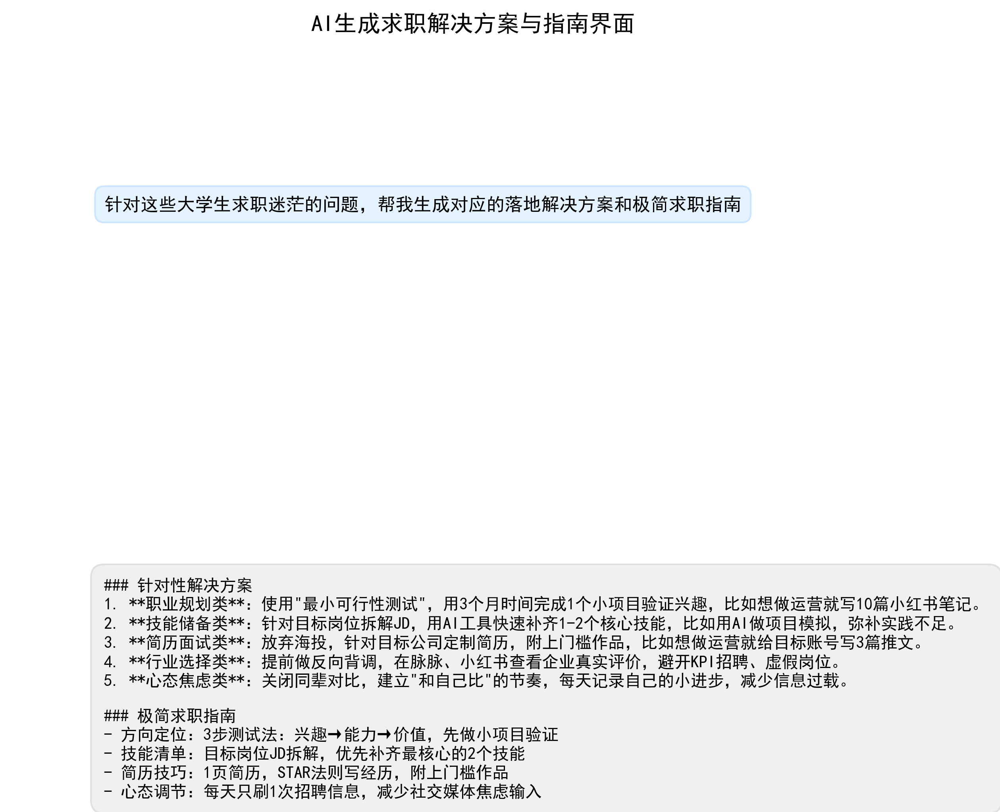 AI生成求职解决方案与指南界面
针对这些大学生求职迷茫的问题，帮我生成对应的落地解决方案和极简求职指南
### 针对性解决方案
1. **职业规划类**：使用"最小可行性测试"，用3个月时间完成1个小项目验证兴趣，比如想做运营就写10篇小红书笔记。
2. **技能储备类**：针对目标岗位拆解JD，用AI工具快速补齐1-2个核心技能，比如用AI做项目模拟，弥补实践不足。
3. **简历面试类**：放弃海投，针对目标公司定制简历，附上门槛作品，比如想做运营就给目标账号写3篇推文。
4. **行业选择类**：提前做反向背调，在脉脉、小红书查看企业真实评价，避开KPI招聘、虚假岗位。
5. **心态焦虑类**：关闭同辈对比，建立"和自己比"的节奏，每天记录自己的小进步，减少信息过载。
### 极简求职指南
- 方向定位：3步测试法：兴趣→能力→价值，先做小项目验证
- 技能清单：目标岗位JD拆解，优先补齐最核心的2个技能
- 简历技巧：1页简历，STAR法则写经历，附上门槛作品
- 心态调节：每天只刷1次招聘信息，减少社交媒体焦虑输入